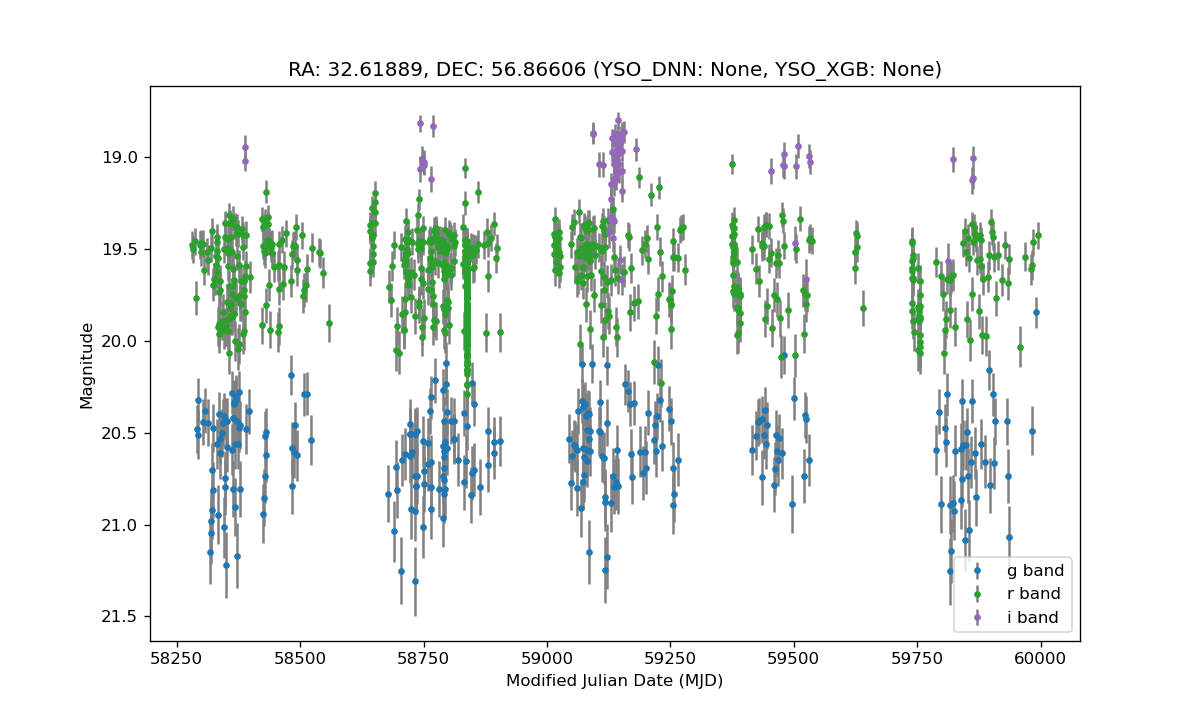 RA: 32.61889, DEC: 56.86606 (YSO_DNN: None, YSO_XGB: None)
Magnitude
19.0
19.5
20.0
20.5
21.0
21.5
g band
r band
i band
58250 58500 58750 59000 59250 59500 59750 60000
Modified Julian Date (MJD)